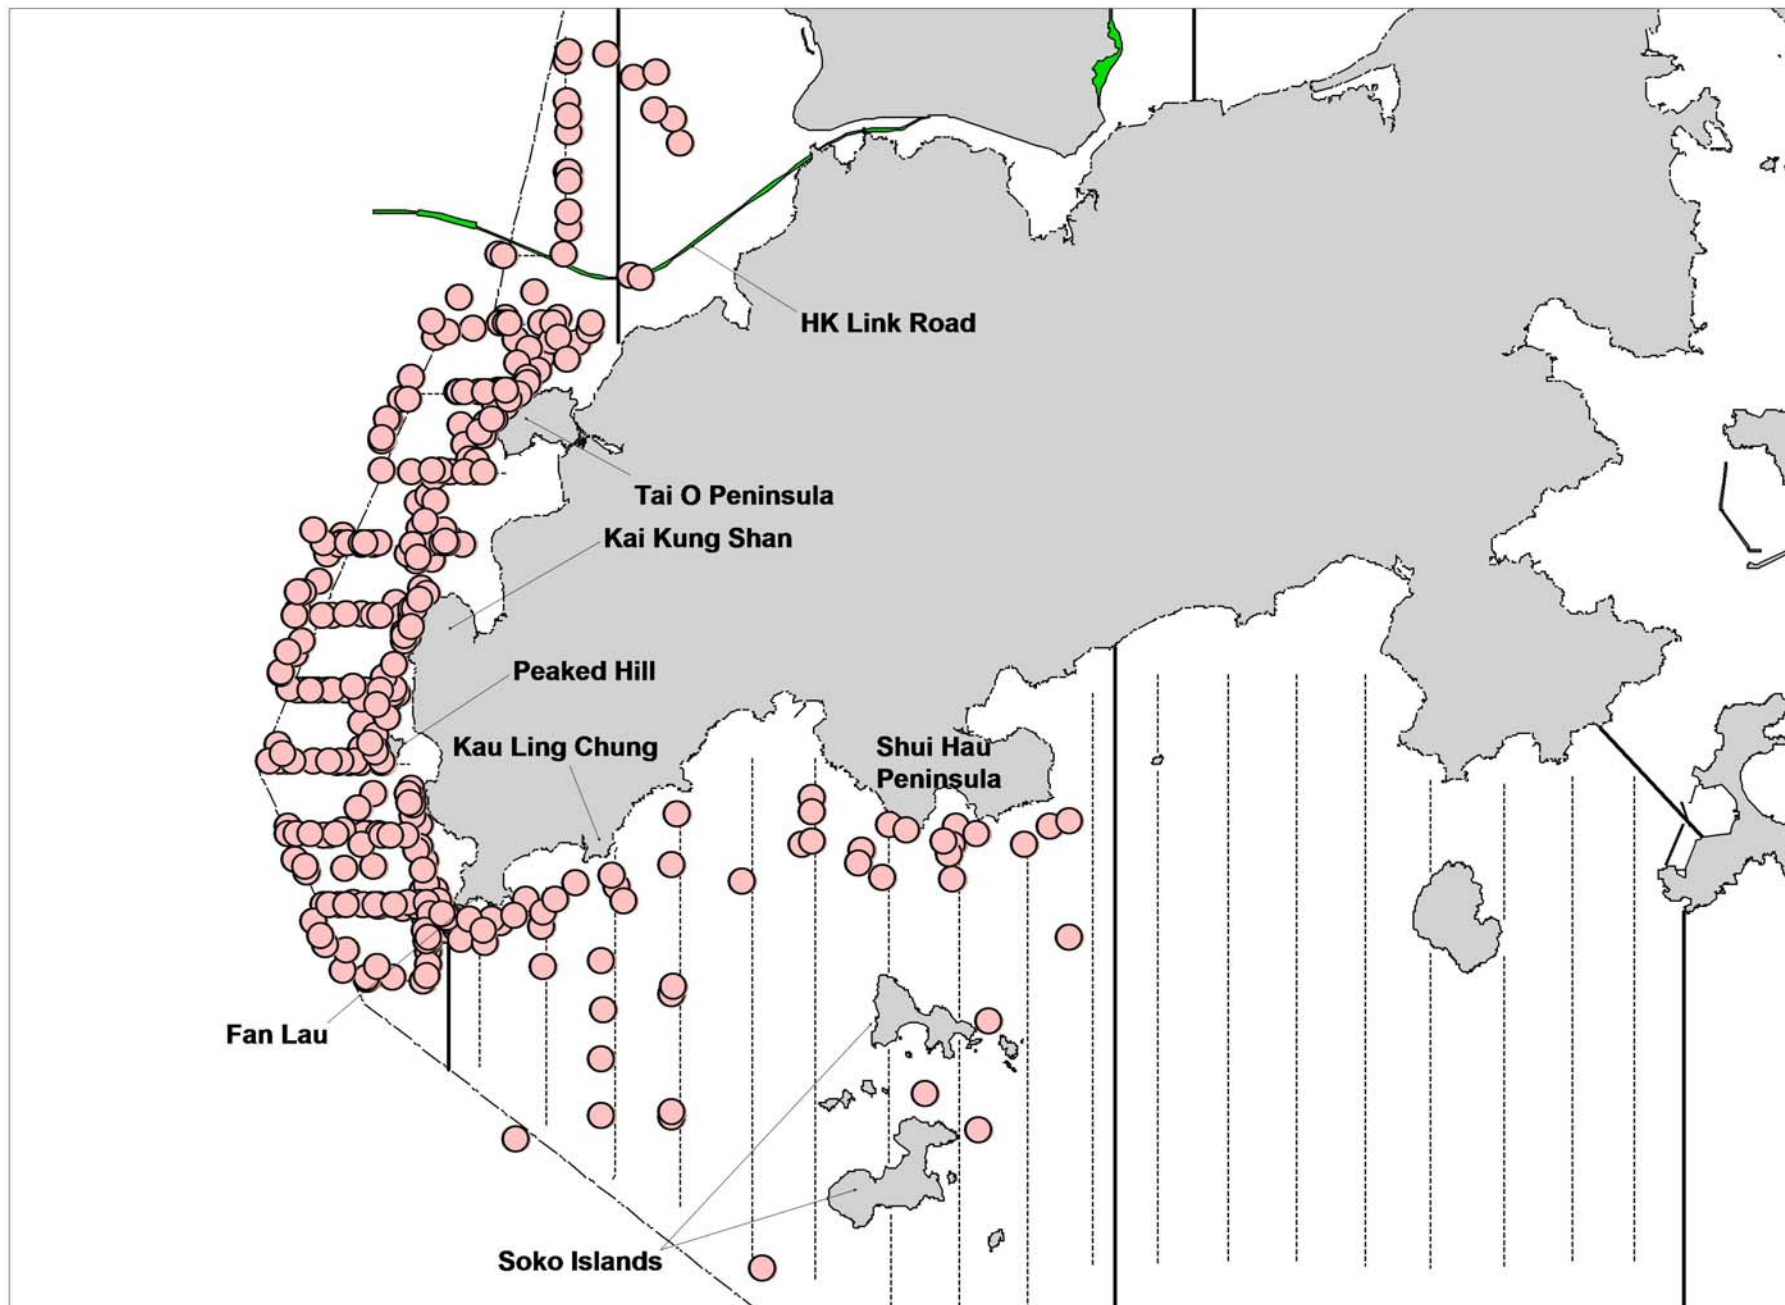 HK Link Road
Tai O Peninsula
Kai Kung Shan
Peaked Hill
Kau Ling Chung
Shui Hau
Peninsula
Fan Lau
Soko Islands